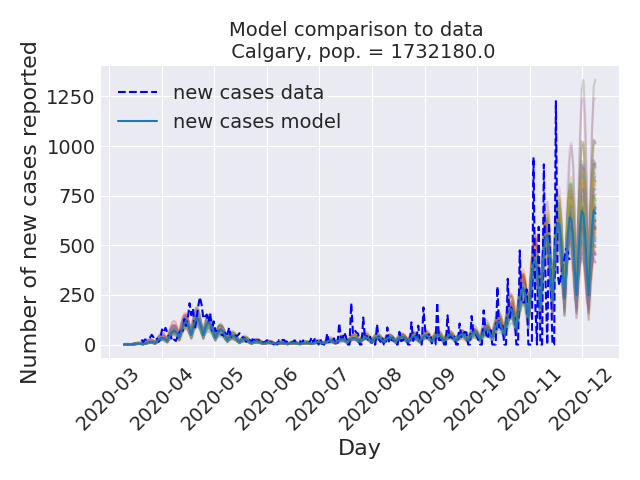 Model comparison to data
Calgary, pop. = 1732180.0
Number of new cases reported
1250
1000
750
500
250
0
new cases data
new cases model
2020-03
2020-04
2020-05
2020-06
2020-07
2020-08
2020-09
2020-10
2020-11
2020-12
Day